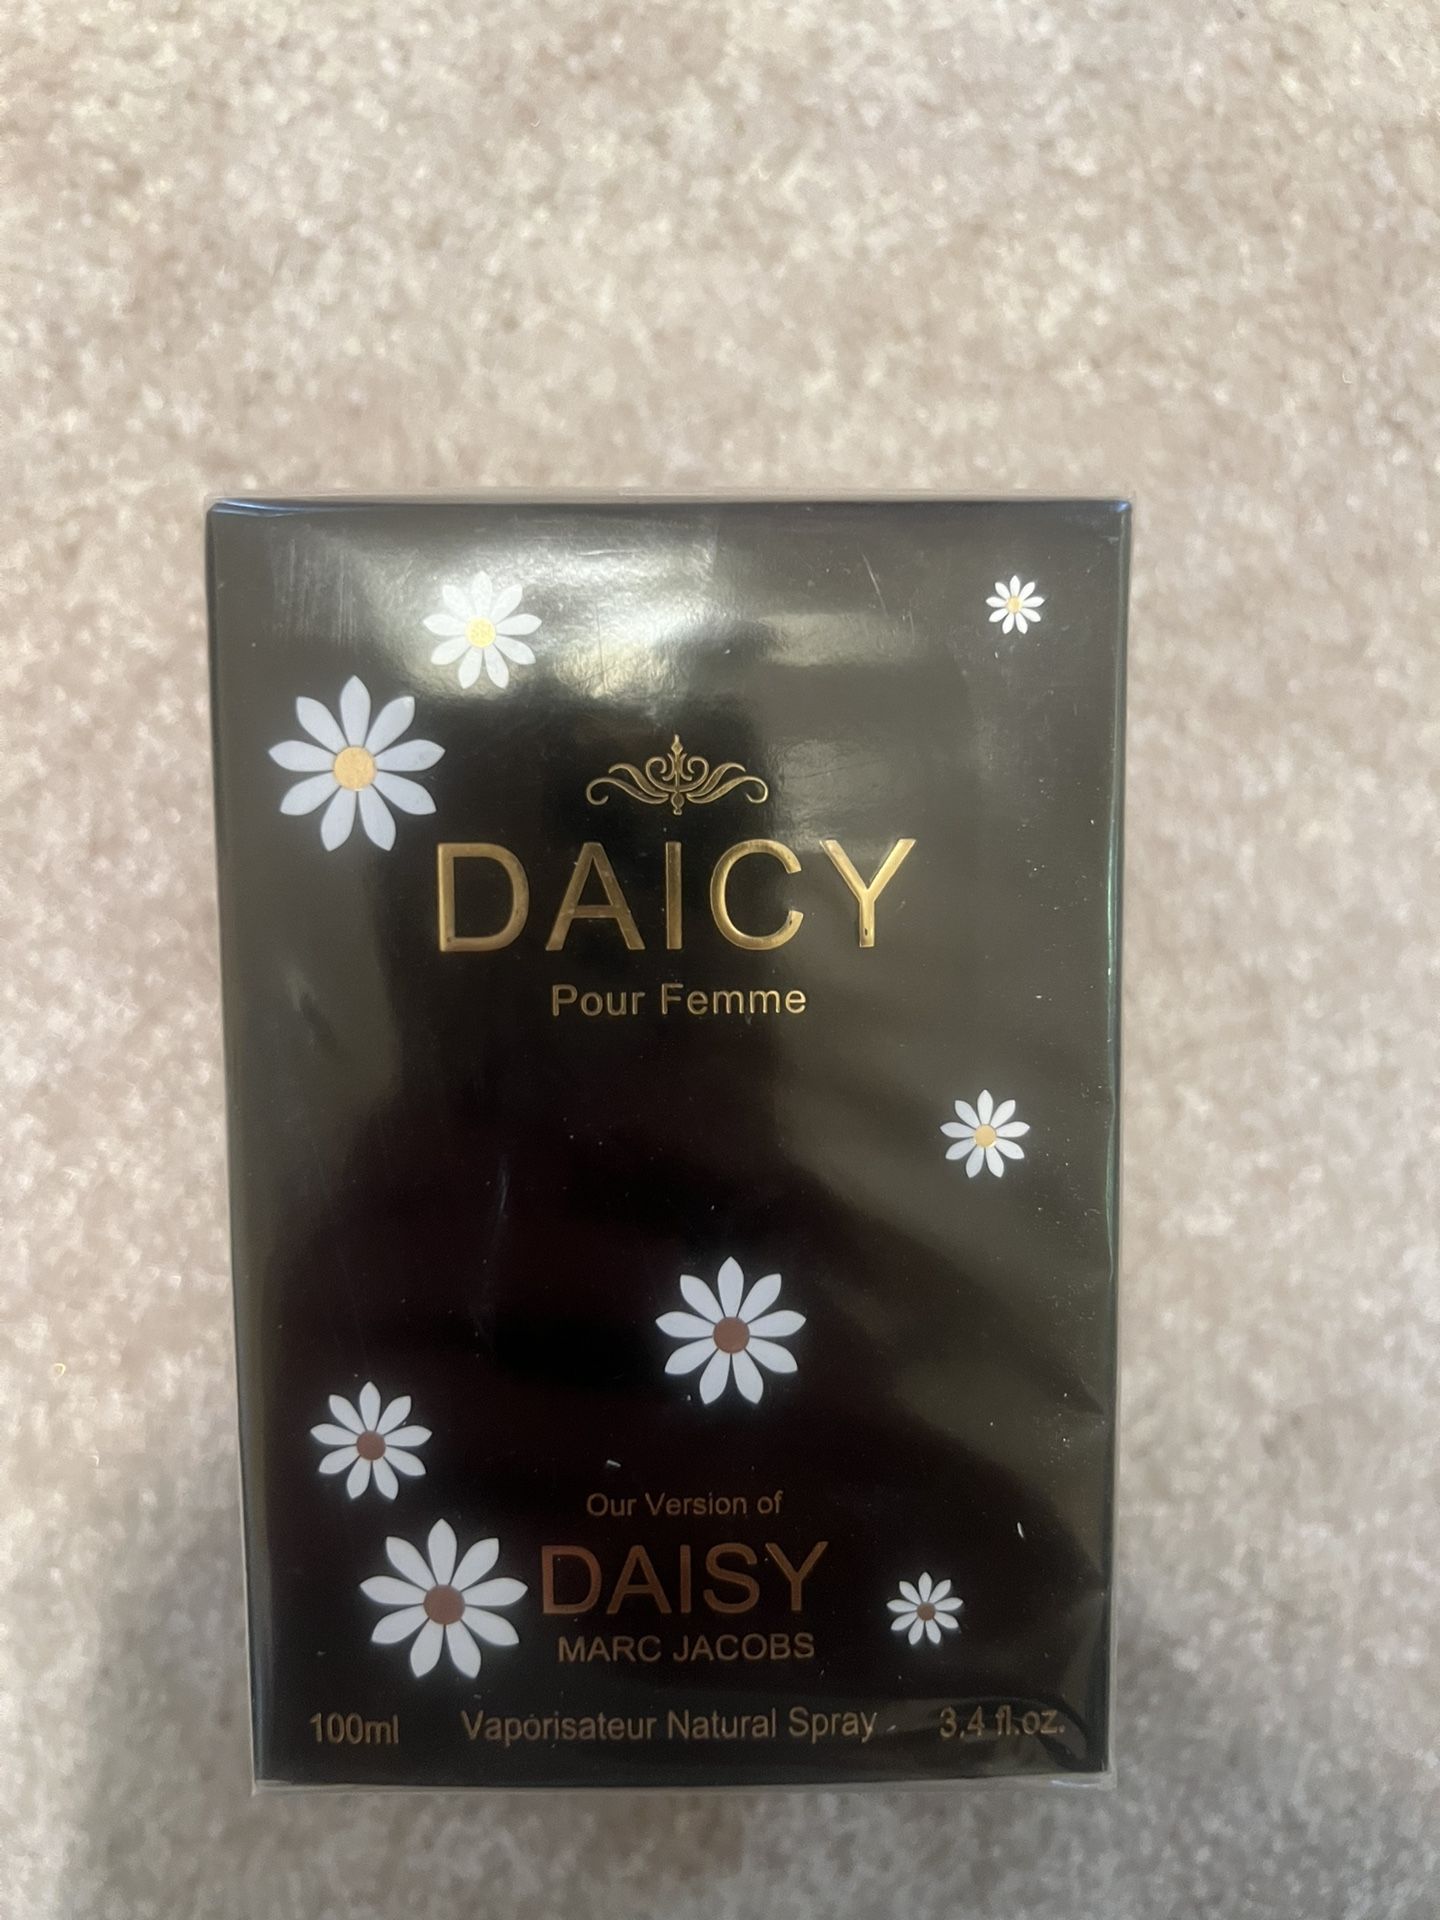 DAICY
Pour Femme
Our Version of
DAISY
MARC JACOBS
100ml Vaporisateur Natural Spray 3,4 fl.oz.